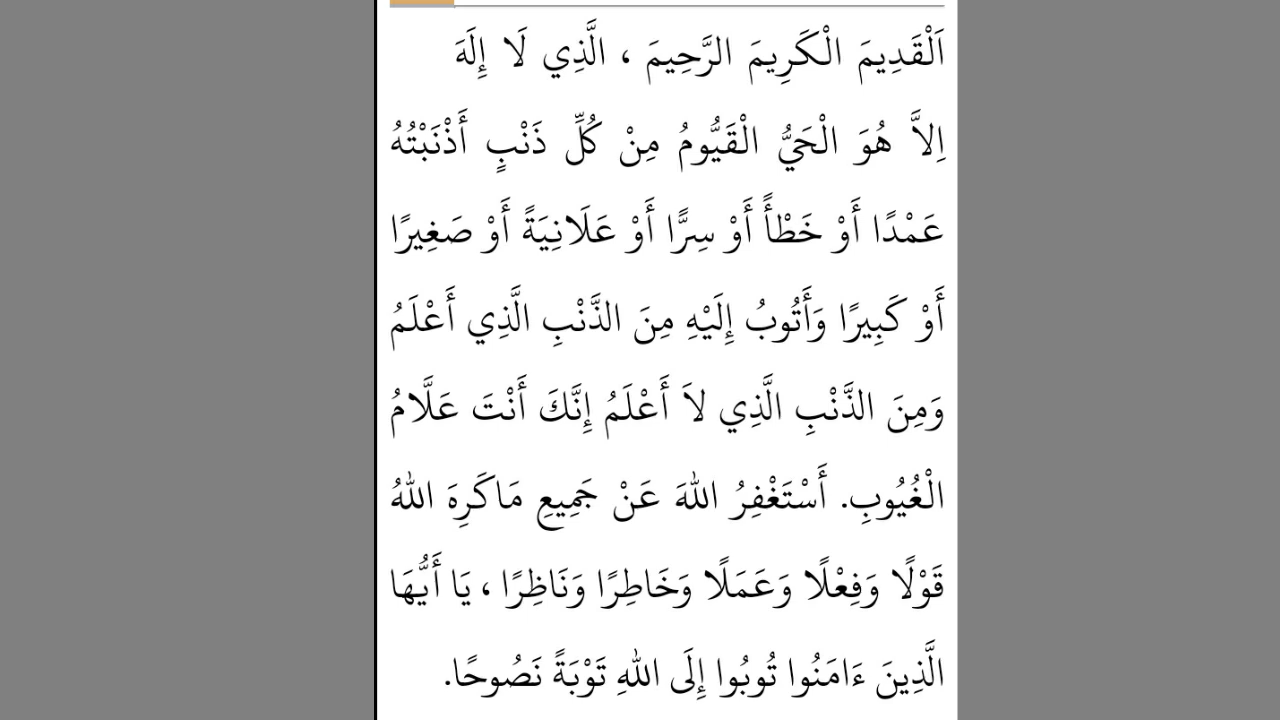 اَلْقَدِيمَ الْكَرِيمَ الرَّحِيمَ ، الَّذِي لَا إِلَهَ
اِلاَّ هُوَ الْحَيُّ الْقَيُّومُ مِنْ كُلِّ ذَنْبٍ أَذْنَبْتُهُ
عَمْدًا أَوْ خَطْأً أَوْ سِرًّا أَوْ عَلَانِيَةً أَوْ صَغِيرًا
أَوْ كَبِيرًا وَأَتُوبُ إِلَيْهِ مِنَ الذَّنْبِ الَّذِي أَعْلَمُ
وَمِنَ الذَّنْبِ الَّذِي لاَ أَعْلَمُ إِنَّكَ أَنْتَ عَلَّامُ
الْغُيُوبِ. أَسْتَغْفِرُ اللهَ عَنْ جَمِيعِ مَاكَرِهَ اللهُ
قَوْلًا وَفِعْلًا وَعَمَلًا وَخَاطِرًا وَنَاظِرًا ، يَا أَيُّهَا
الَّذِينَ ءَامَنُوا تُوبُوا إِلَى اللهِ تَوْبَةً نَصُوحًا.